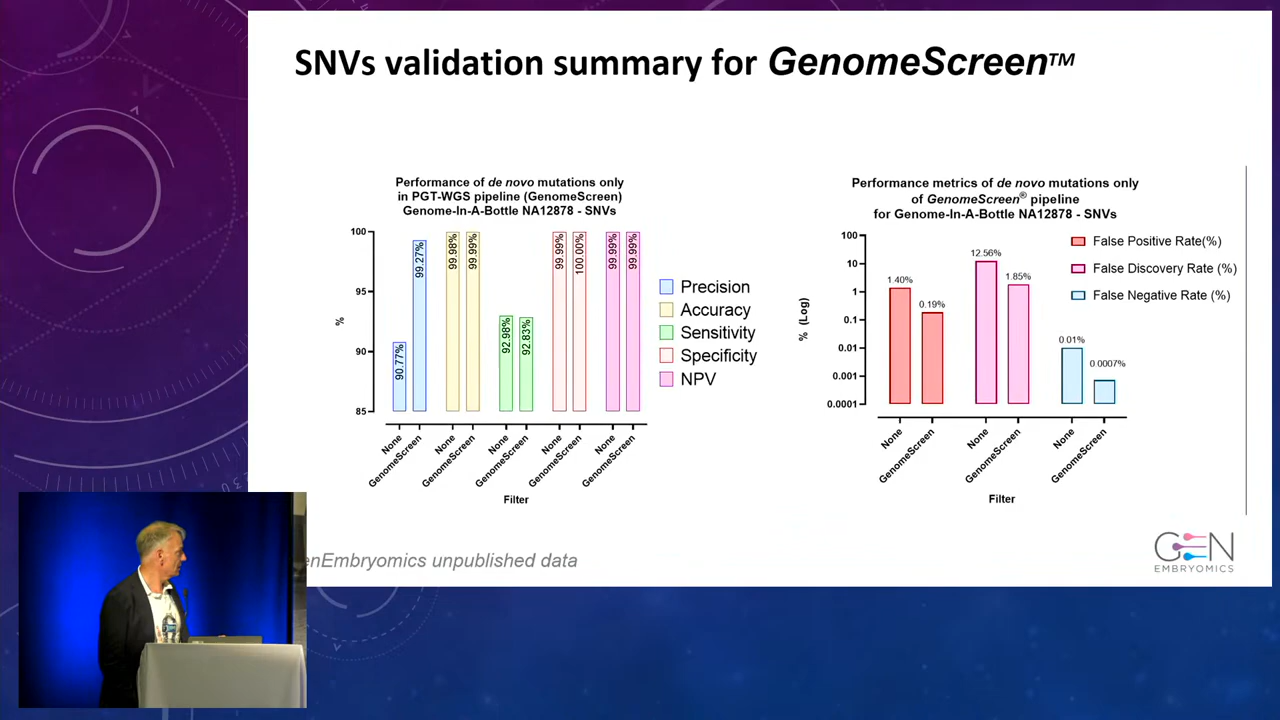 SNVs validation summary for GenomeScreen™
Performance of de novo mutations only
in PGT-WGS pipeline (GenomeScreen)
Genome-In-A-Bottle NA12878 - SNVs
100
95
90
85
%
90.77%
99.27%
99.98%
99.99%
92.98%
92.83%
99.99%
100.00%
99.99%
99.99%
None
GenomeScreen
None
GenomeScreen
None
GenomeScreen
None
GenomeScreen
None
GenomeScreen
Filter
Precision
Accuracy
Sensitivity
Specificity
NPV
Performance metrics of de novo mutations only
of GenomeScreen® pipeline
for Genome-In-A-Bottle NA12878 - SNVs
100
10
1
0.1
0.01
0.001
0.0001
% (Log)
1.40%
0.19%
12.56%
1.85%
0.01%
0.0007%
None
GenomeScreen
None
GenomeScreen
None
GenomeScreen
Filter
False Positive Rate(%)
False Discovery Rate (%)
False Negative Rate (%)
enEmbryomics unpublished data
GEN
EMBRYOMICS